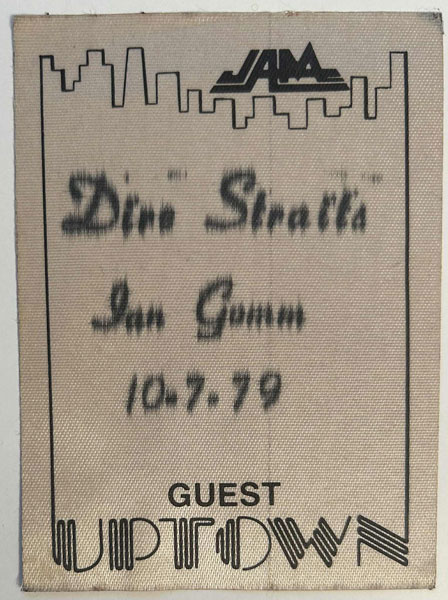 JAM
Dire Straits
Ian Gomm
10.7.79
GUEST
UPTOWN